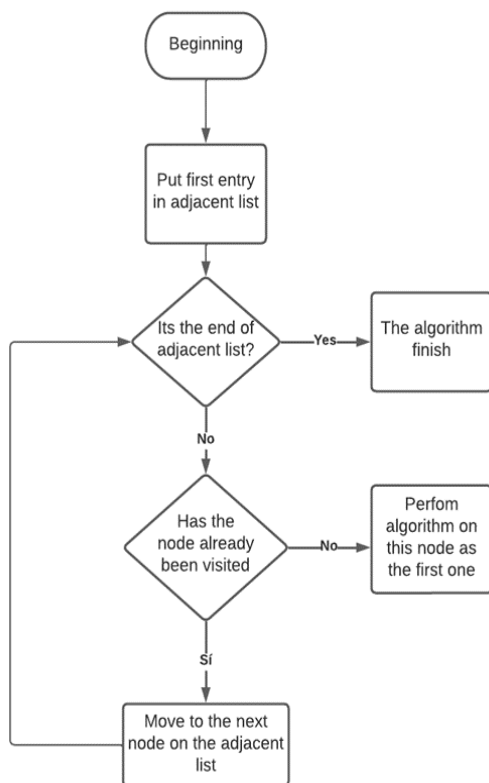 Beginning
Put first entry
in adjacent list
Its the end of
adjacent list?
Yes
The algorithm
finish
No
Has the
node already
been visited
No
Perfom
algorithm on
this node as
the first one
Sí
Move to the next
node on the adjacent
list